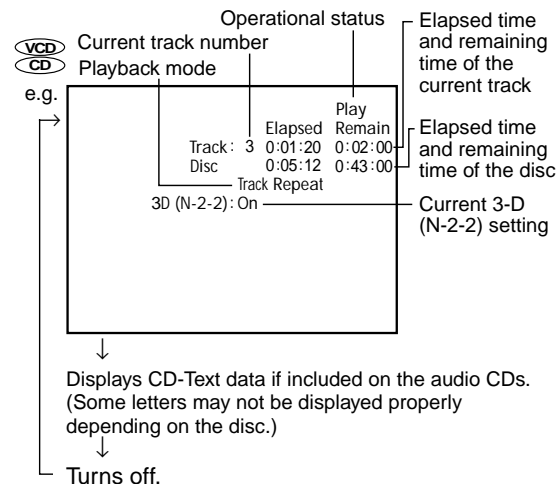 Operational status
VCD
Current track number
CD
Playback mode
Elapsed time
and remaining
time of the
current track
e.g.
Play
Elapsed Remain
Track: 3 0:01:20 0:02:00
Disc 0:05:12 0:43:00
Elapsed time
and remaining
time of the disc
Track Repeat
3D (N-2-2): On
Current 3-D
(N-2-2) setting
Displays CD-Text data if included on the audio CDs.
(Some letters may not be displayed properly
depending on the disc.)
Turns off.